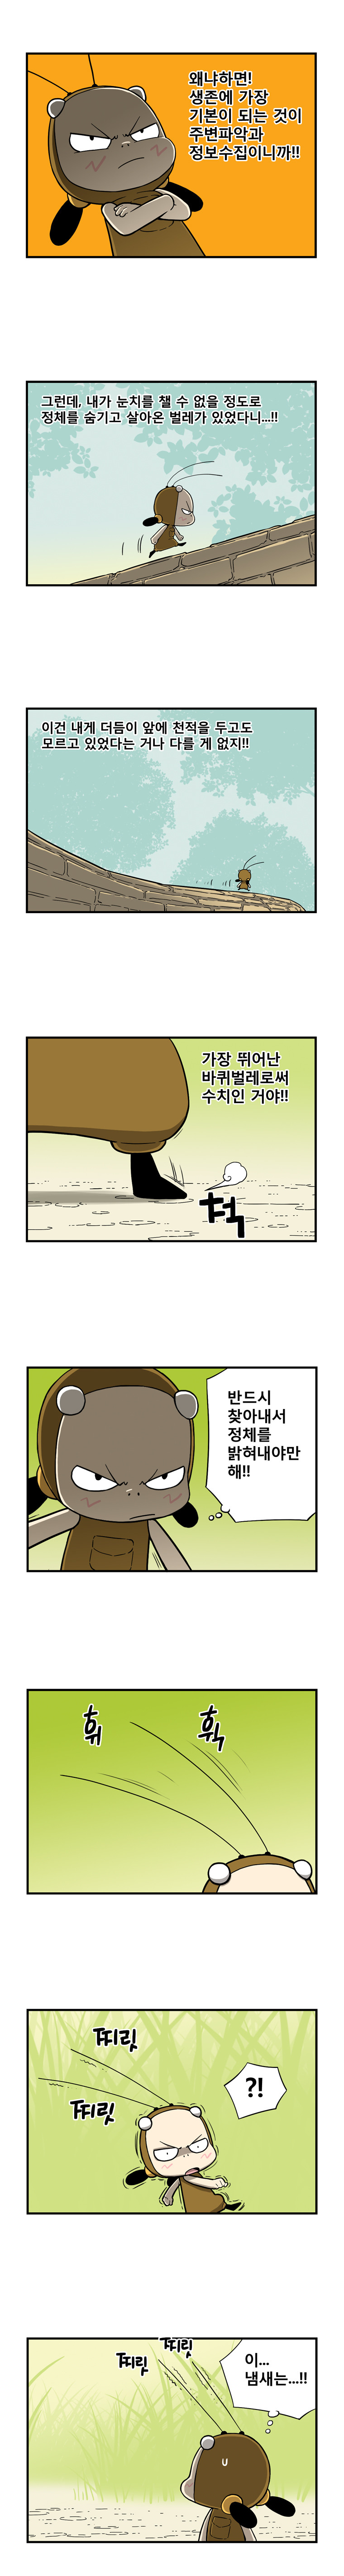 왜냐하면!
생존에 가장
기본이 되는 것이
주변파악과
정보수집이니까!!
그런데, 내가 눈치를 챌 수 없을 정도로
정체를 숨기고 살아온 벌레가 있었다니...!!
이건 내게 더듬이 앞에 천적을 두고도
모르고 있었다는 거나 다를 게 없지!!
가장 뛰어난
바퀴벌레로써
수치인 거야!!
척
반드시
찾아내서
정체를
밝혀내야만
해!!
휘
휙
찌릿
?!
찌릿
찌릿
찌릿
이...
냄새는...!!